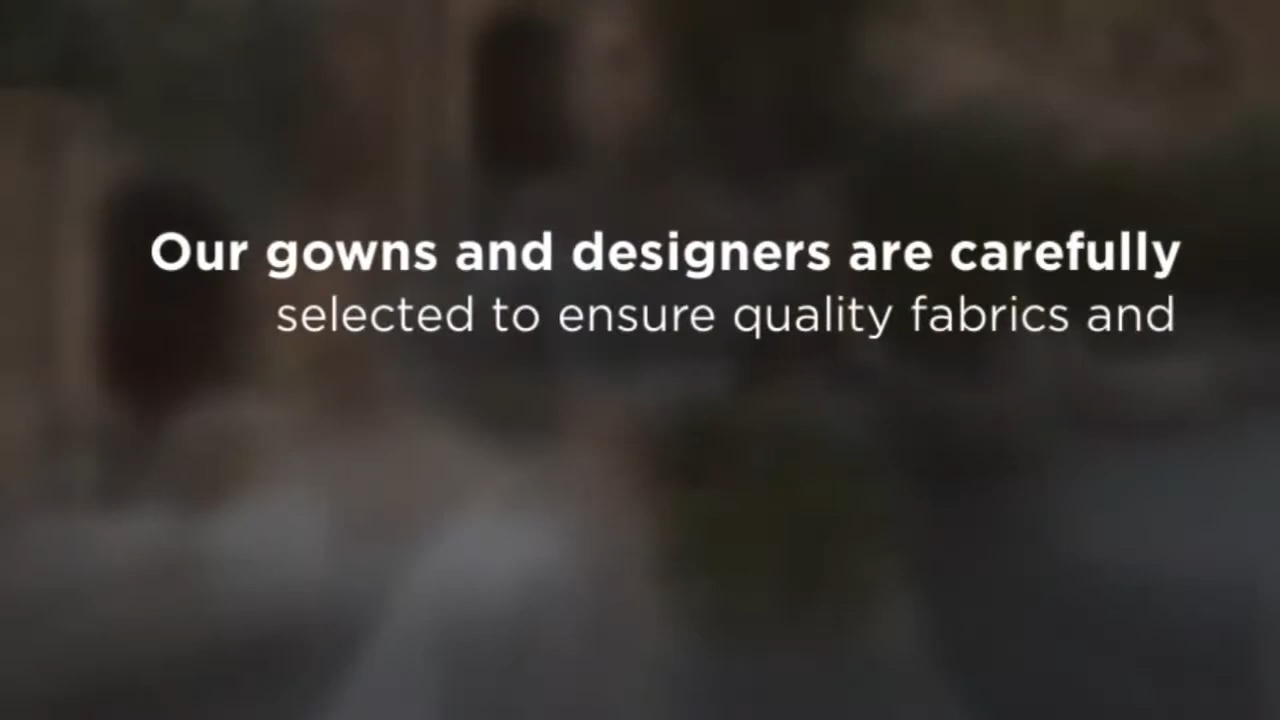 Our gowns and designers are carefully
selected to ensure quality fabrics and